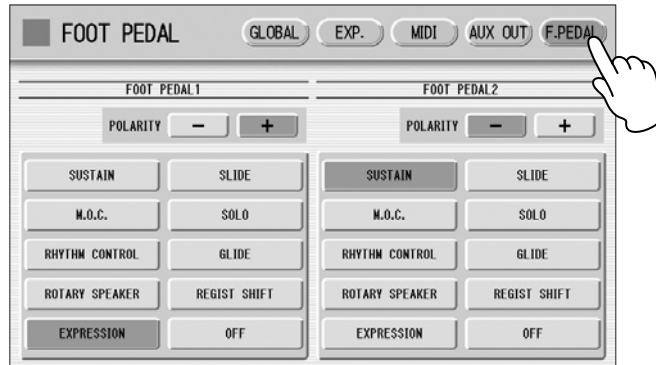 FOOT PEDAL GLOBAL EXP. MIDI AUX OUT F.PEDAL
FOOT PEDAL1 FOOT PEDAL2
POLARITY - + POLARITY - +
SUSTAIN SLIDE SUSTAIN SLIDE
M.O.C. SOLO M.O.C. SOLO
RHYTHM CONTROL GLIDE RHYTHM CONTROL GLIDE
ROTARY SPEAKER REGIST SHIFT ROTARY SPEAKER REGIST SHIFT
EXPRESSION OFF EXPRESSION OFF